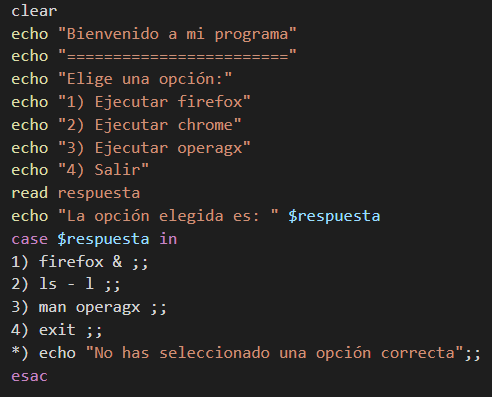 clear
echo "Bienvenido a mi programa"
echo "========================"
echo "Elige una opción:"
echo "1) Ejecutar firefox"
echo "2) Ejecutar chrome"
echo "3) Ejecutar operagx"
echo "4) Salir"
read respuesta
echo "La opción elegida es: " $respuesta
case $respuesta in
1) firefox & ;;
2) ls - l ;;
3) man operagx ;;
4) exit ;;
*) echo "No has seleccionado una opción correcta";;
esac